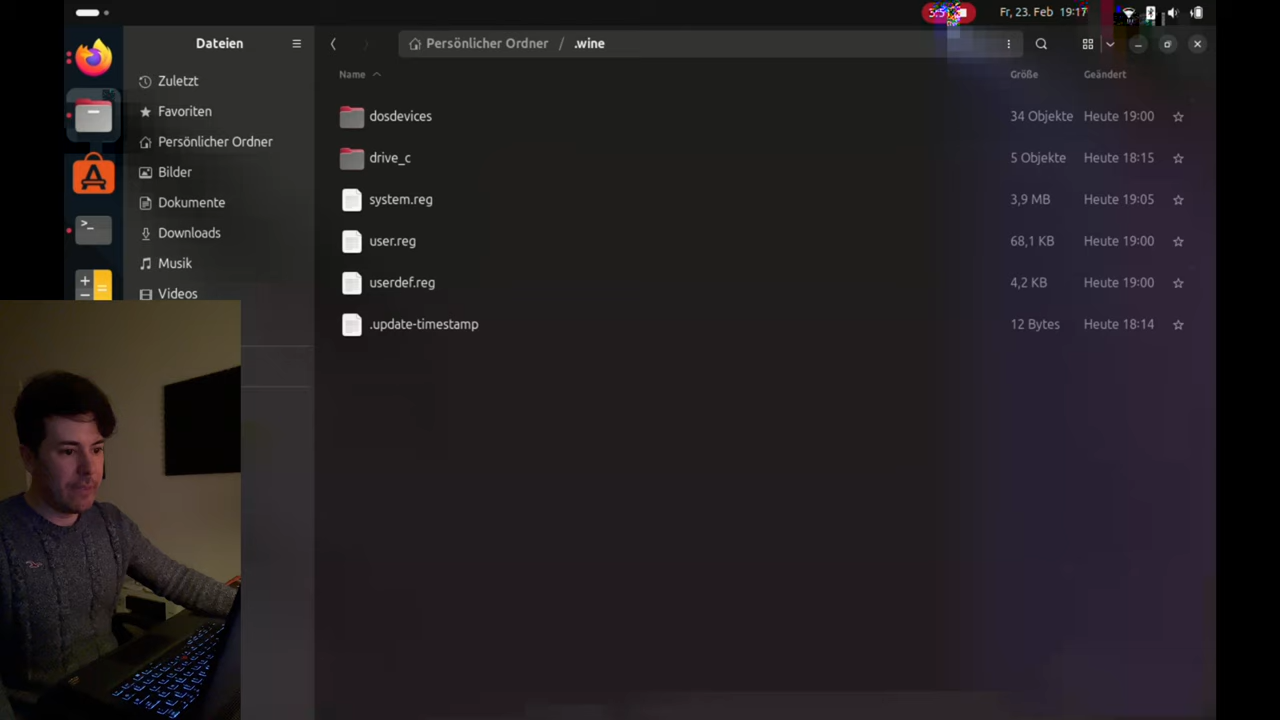 Fr, 23. Feb 19:17
Dateien
Persönlicher Ordner / .wine
Name Größe Geändert
Zuletzt
Favoriten
Persönlicher Ordner
Bilder
Dokumente
Downloads
Musik
Videos
dosdevices 34 Objekte Heute 19:00
drive_c 5 Objekte Heute 18:15
system.reg 3,9 MB Heute 19:05
user.reg 68,1 KB Heute 19:00
userdef.reg 4,2 KB Heute 19:00
.update-timestamp 12 Bytes Heute 18:14